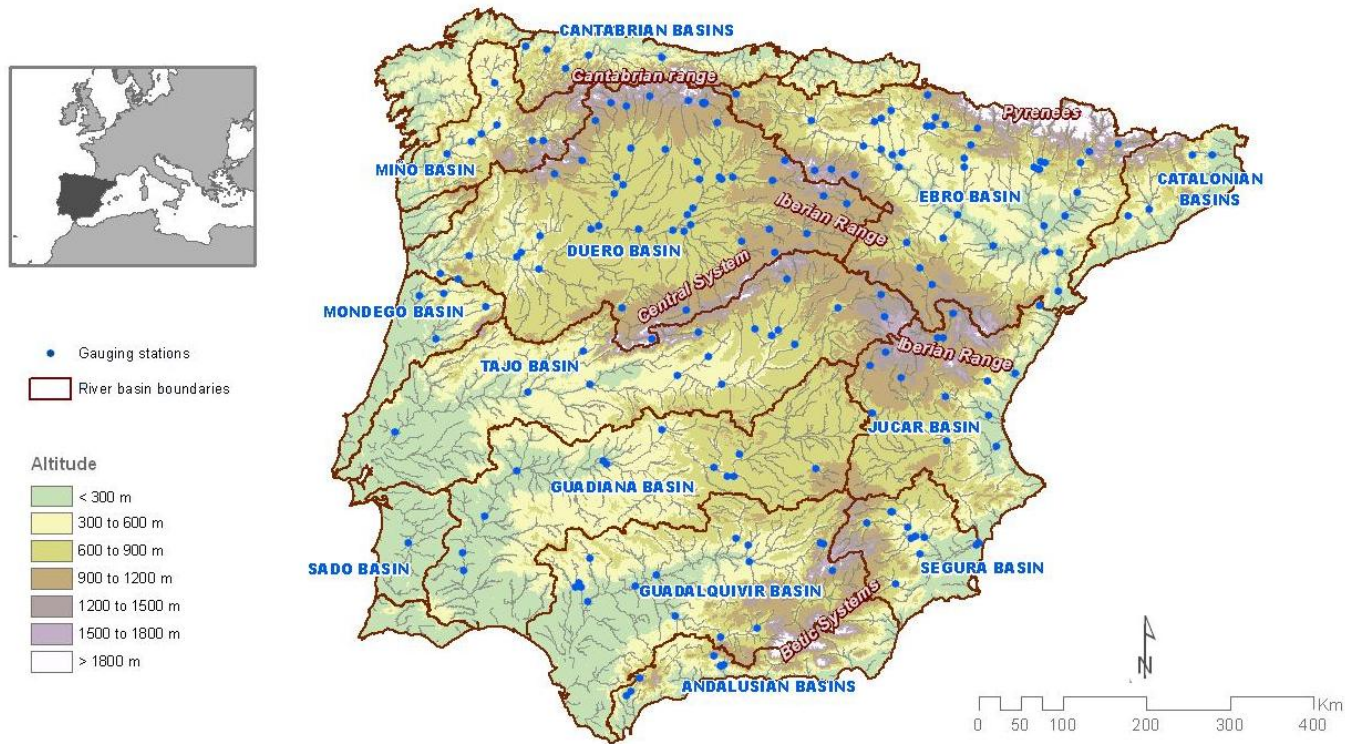 CANTABRIAN BASINS
Cantabrian range
Pyrenees
MIÑO BASIN
CATALONIAN
BASINS
EBRO BASIN
Iberian Range
DUERO BASIN
Central System
MONDEGO BASIN
Iberian Range
TAJO BASIN
JUCAR BASIN
GUADIANA BASIN
SADO BASIN
SEGURA BASIN
GUADALQUIVIR BASIN
Betic Systems
ANDALUSIAN BASINS
Gauging stations
River basin boundaries
Altitude
< 300 m
300 to 600 m
600 to 900 m
900 to 1200 m
1200 to 1500 m
1500 to 1800 m
> 1800 m
N
Km
0 50 100 200 300 400